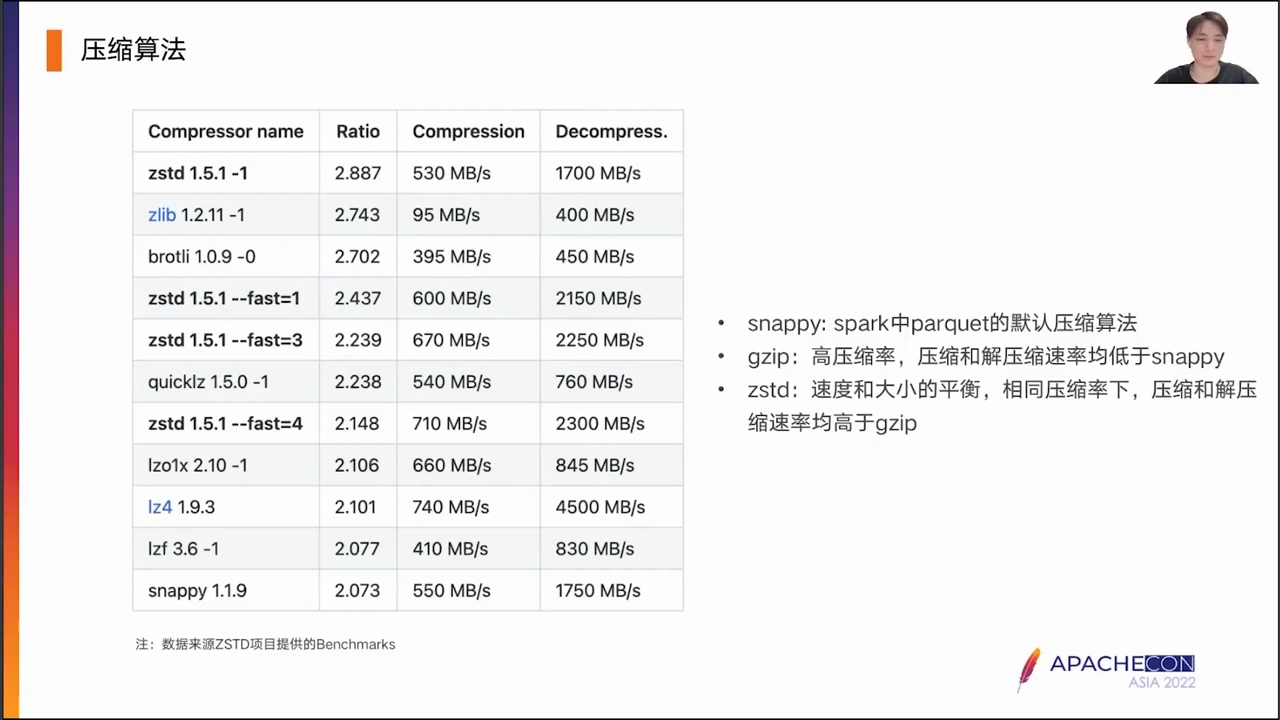 压缩算法
Compressor name Ratio Compression Decompress.
zstd 1.5.1 -1 2.887 530 MB/s 1700 MB/s
zlib 1.2.11 -1 2.743 95 MB/s 400 MB/s
brotli 1.0.9 -0 2.702 395 MB/s 450 MB/s
zstd 1.5.1 --fast=1 2.437 600 MB/s 2150 MB/s
zstd 1.5.1 --fast=3 2.239 670 MB/s 2250 MB/s
quicklz 1.5.0 -1 2.238 540 MB/s 760 MB/s
zstd 1.5.1 --fast=4 2.148 710 MB/s 2300 MB/s
lzo1x 2.10 -1 2.106 660 MB/s 845 MB/s
lz4 1.9.3 2.101 740 MB/s 4500 MB/s
lzf 3.6 -1 2.077 410 MB/s 830 MB/s
snappy 1.1.9 2.073 550 MB/s 1750 MB/s
注：数据来源ZSTD项目提供的Benchmarks
• snappy: spark中parquet的默认压缩算法
• gzip：高压缩率，压缩和解压缩速率均低于snappy
• zstd：速度和大小的平衡，相同压缩率下，压缩和解压
缩速率均高于gzip
APACHECON
ASIA 2022